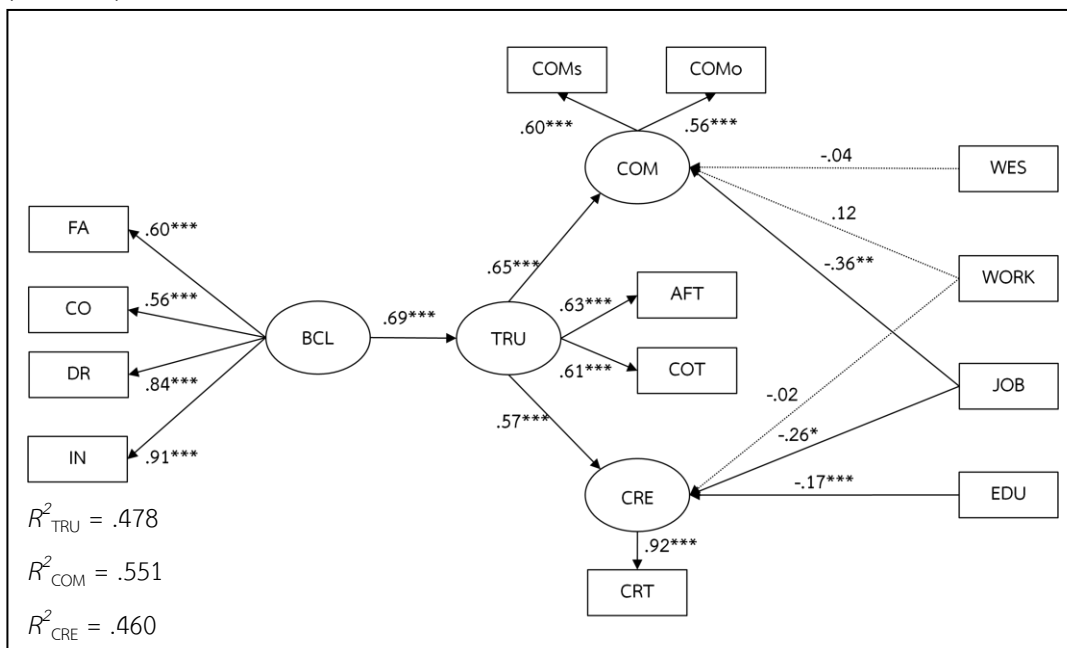 COMs
COMo
.60***
.56***
COM
-.04
WES
FA
.60***
.12
-.36**
WORK
.65***
AFT
.63***
CO
.56***
BCL
.69***
TRU
.61***
COT
DR
.84***
-.02
JOB
.57***
-.26*
IN
.91***
CRE
-.17***
EDU
R²TRU = .478
.92***
R²COM = .551
CRT
R²CRE = .460